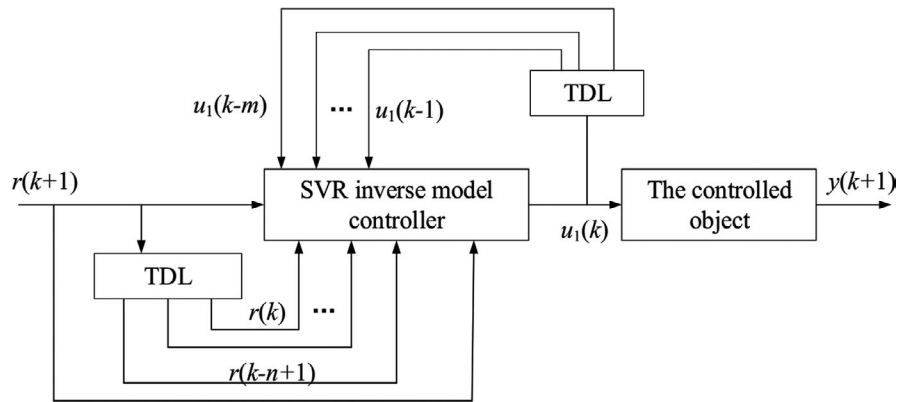 TDL
u₁(k-m)
...
u₁(k-1)
r(k+1)
SVR inverse model
controller
The controlled
object
y(k+1)
u₁(k)
TDL
r(k)
...
r(k-n+1)